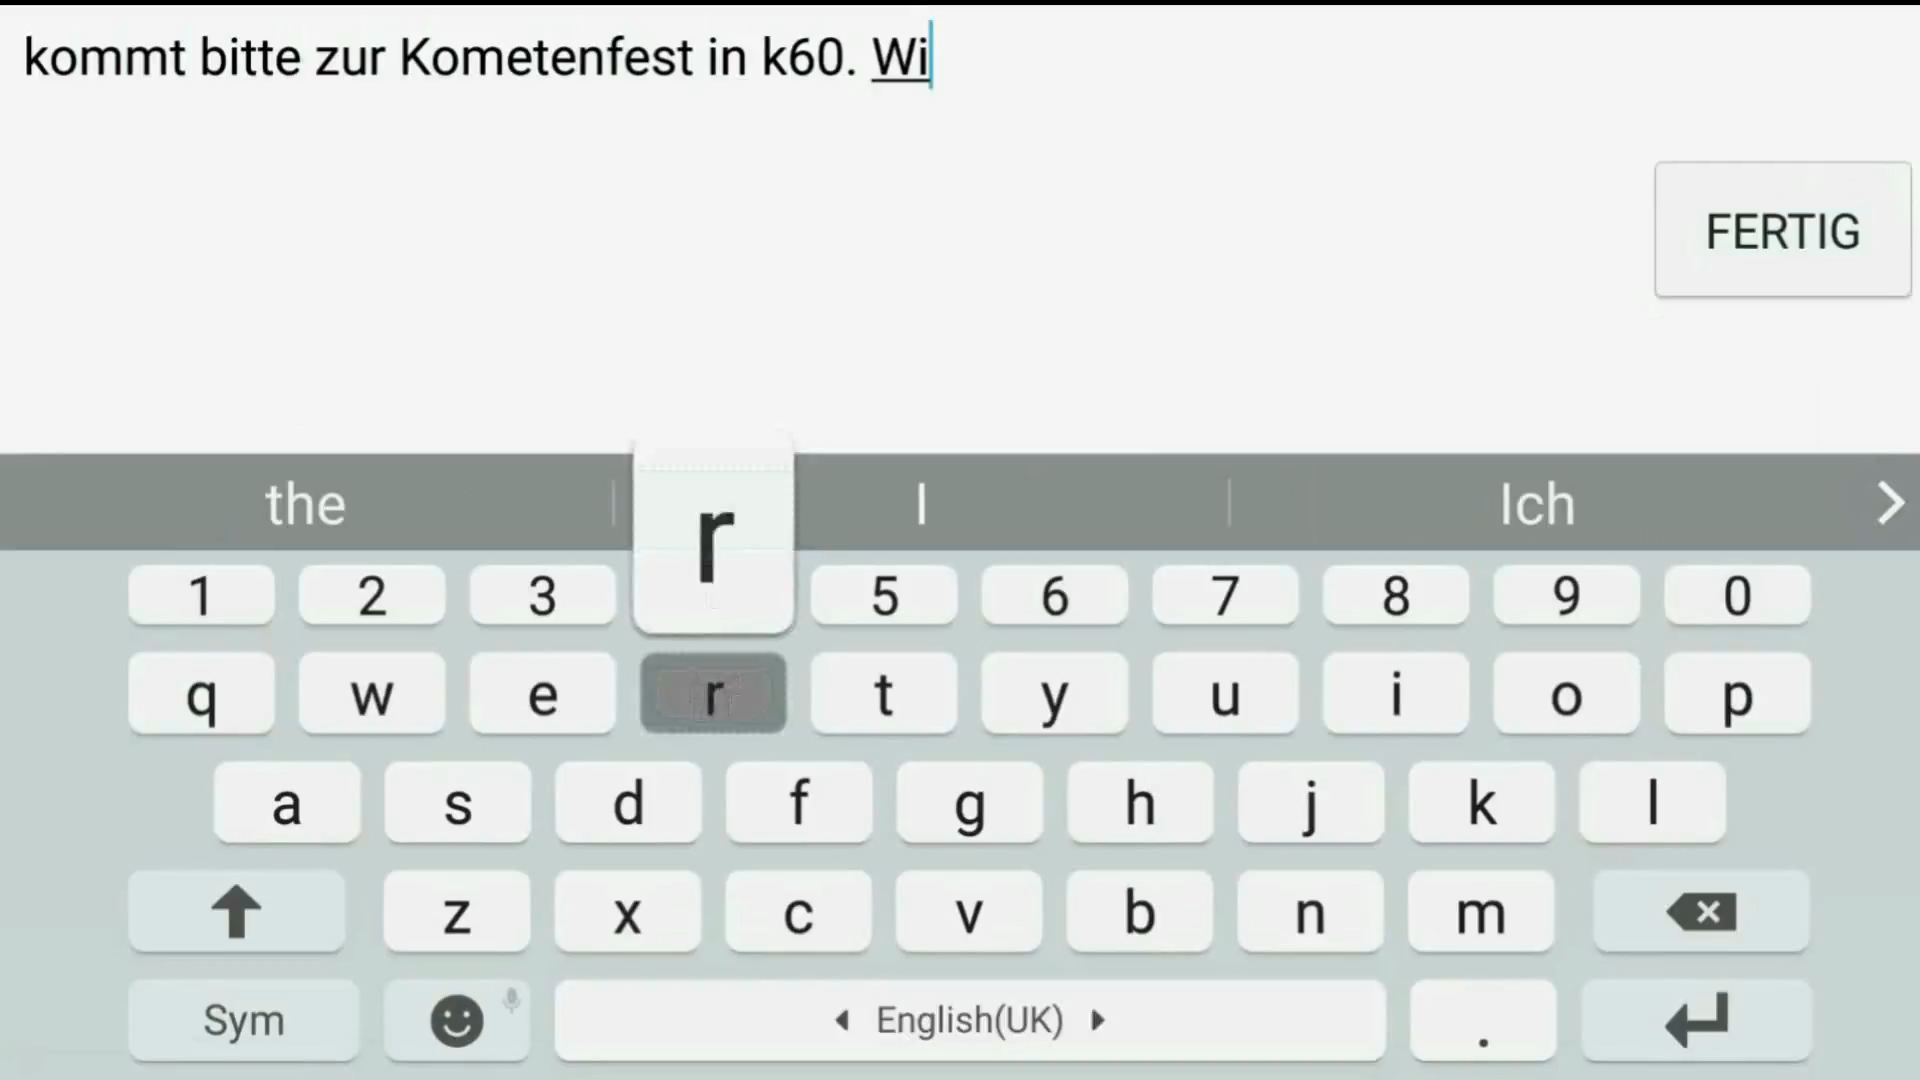 kommt bitte zur Kometenfest in k60. Wi
FERTIG
the I Ich
r
1 2 3 5 6 7 8 9 0
q w e r t y u i o p
a s d f g h j k l
z x c v b n m
Sym English(UK) .